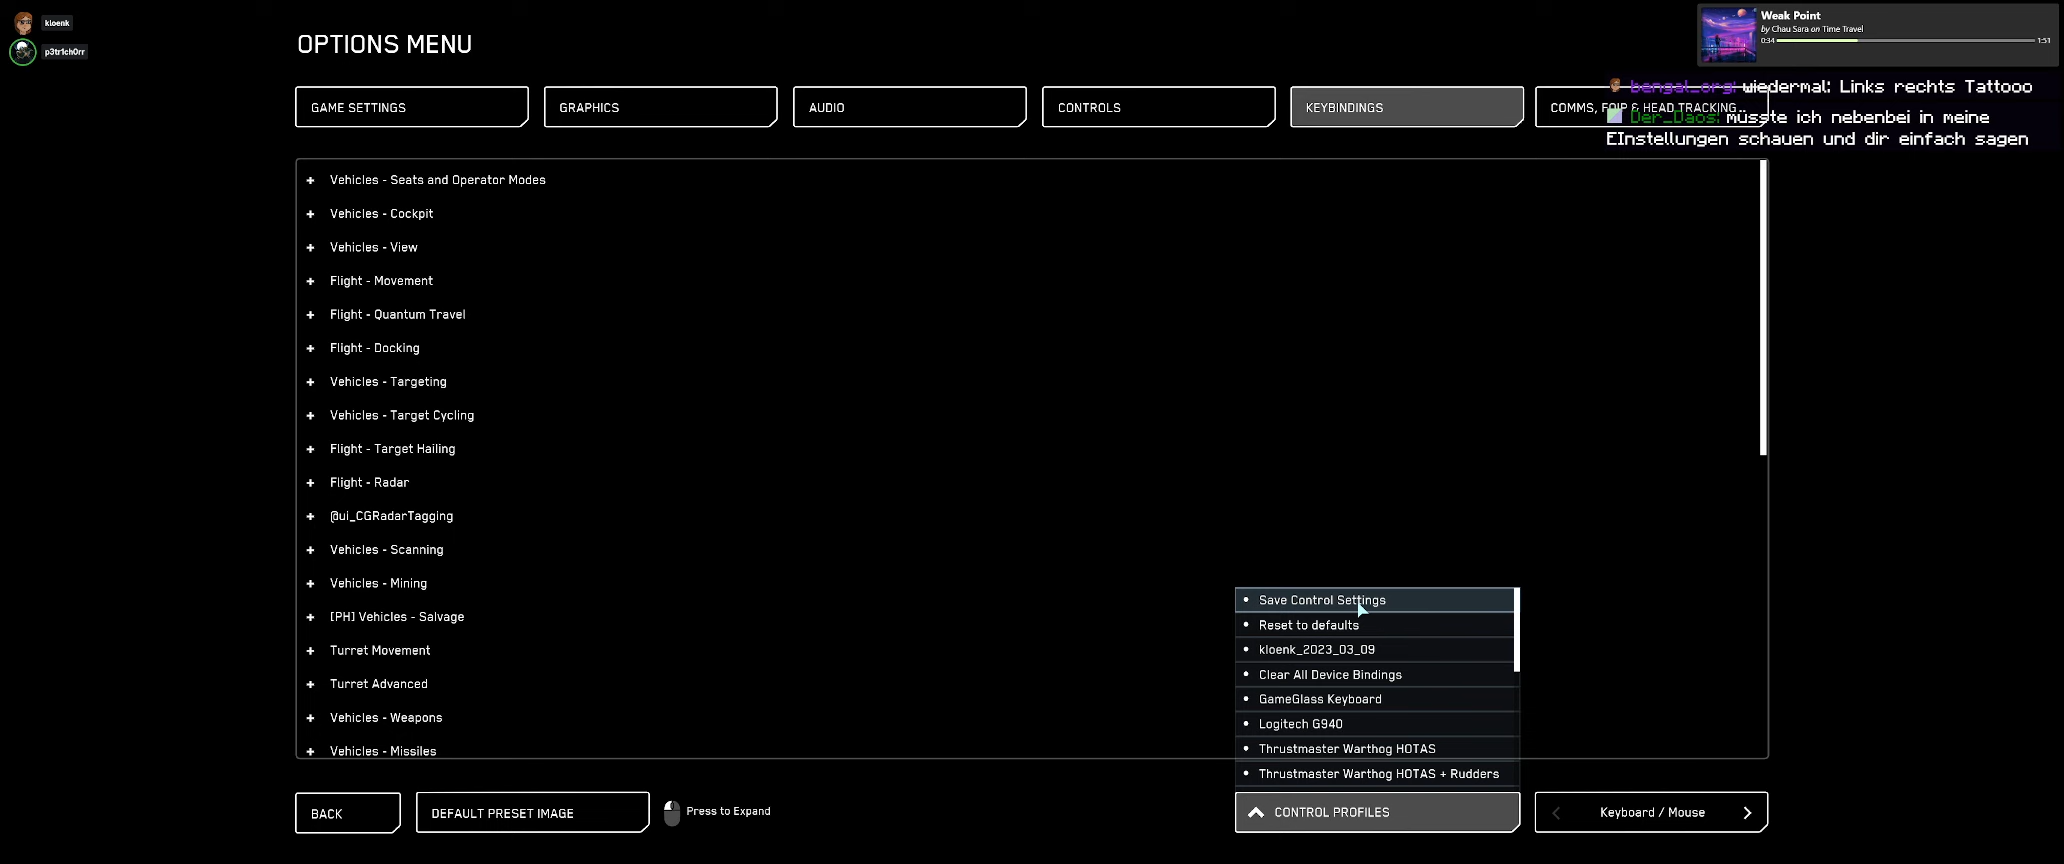 kloenk
p3tr1ch0rr
OPTIONS MENU
Weak Point
by Chau Sara on Time Travel
0:34
1:51
bengal_org: wiedermal: Links rechts Tattooo
Der_Daos: müsste ich nebenbei in meine
EInstellungen schauen und dir einfach sagen
GAME SETTINGS
GRAPHICS
AUDIO
CONTROLS
KEYBINDINGS
COMMS, FOIP & HEAD TRACKING
+ Vehicles - Seats and Operator Modes
+ Vehicles - Cockpit
+ Vehicles - View
+ Flight - Movement
+ Flight - Quantum Travel
+ Flight - Docking
+ Vehicles - Targeting
+ Vehicles - Target Cycling
+ Flight - Target Hailing
+ Flight - Radar
+ @ui_CGRadarTagging
+ Vehicles - Scanning
+ Vehicles - Mining
+ [PH] Vehicles - Salvage
+ Turret Movement
+ Turret Advanced
+ Vehicles - Weapons
+ Vehicles - Missiles
• Save Control Settings
• Reset to defaults
• kloenk_2023_03_09
• Clear All Device Bindings
• GameGlass Keyboard
• Logitech G940
• Thrustmaster Warthog HOTAS
• Thrustmaster Warthog HOTAS + Rudders
BACK
DEFAULT PRESET IMAGE
Press to Expand
CONTROL PROFILES
Keyboard / Mouse